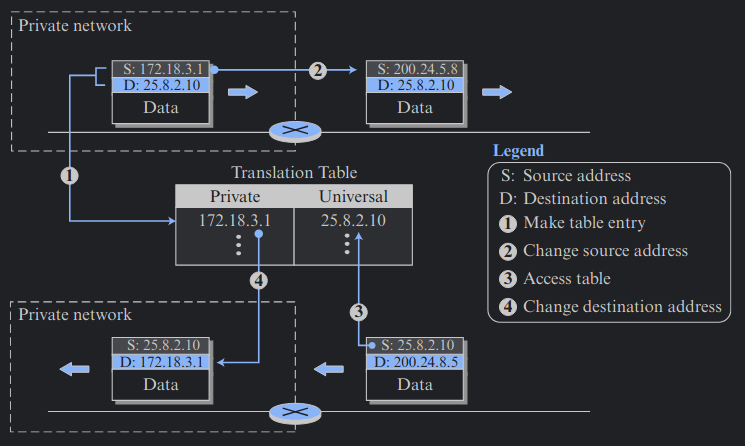 Private network
S: 172.18.3.1
D: 25.8.2.10
Data
2
S: 200.24.5.8
D: 25.8.2.10
Data
1
Translation Table
Private Universal
172.18.3.1 25.8.2.10
4
3
Legend
S: Source address
D: Destination address
1 Make table entry
2 Change source address
3 Access table
4 Change destination address
Private network
S: 25.8.2.10
D: 172.18.3.1
Data
S: 25.8.2.10
D: 200.24.8.5
Data